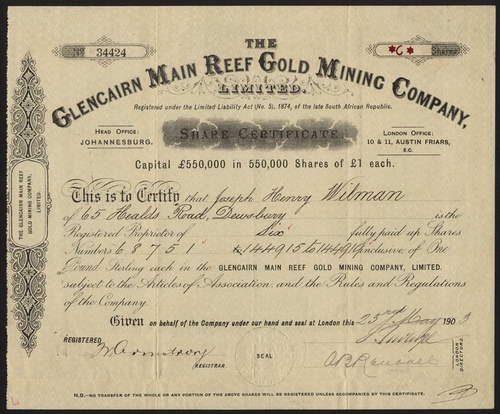 No 34424
*6* Shares
THE
GLENCAIRN MAIN REEF GOLD MINING COMPANY,
LIMITED.
Registered under the Limited Liability Act (No. 5), 1874, of the late South African Republic.
HEAD OFFICE:
JOHANNESBURG.
SHARE CERTIFICATE.
LONDON OFFICE:
10 & 11, AUSTIN FRIARS,
E.C.
Capital £550,000 in 550,000 Shares of £1 each.
THE GLENCAIRN MAIN REEF
GOLD MINING COMPANY,
LIMITED.
This is to Certify that Joseph Henry Wilman
of 65 Healds Road, Dewsbury is the
Registered Proprietor of Six fully paid up Shares
Numbers 68751 144915 to 144919 inclusive of One
Pound Sterling each in the GLENCAIRN MAIN REEF GOLD MINING COMPANY, LIMITED.
subject to the Articles of Association and the Rules and Regulations
of the Company.
Given on behalf of the Company under our hand and seal at London this 23rd May 1903
REGISTERED
REGISTRAR
SEAL
LONDON
DIRECTORS.
N.B.-NO TRANSFER OF THE WHOLE OR ANY PORTION OF THE ABOVE SHARES WILL BE REGISTERED UNLESS ACCOMPANIED BY THIS CERTIFICATE.